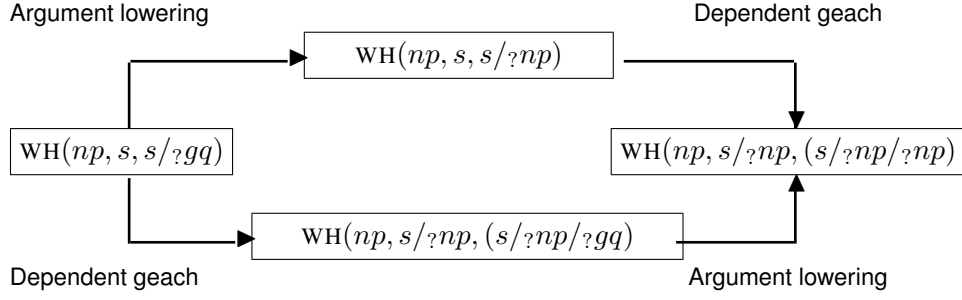 Argument lowering Dependent geach
WH(np, s, s/?np)
WH(np, s, s/?gq) WH(np, s/?np, (s/?np/?np)
WH(np, s/?np, (s/?np/?gq)
Dependent geach Argument lowering